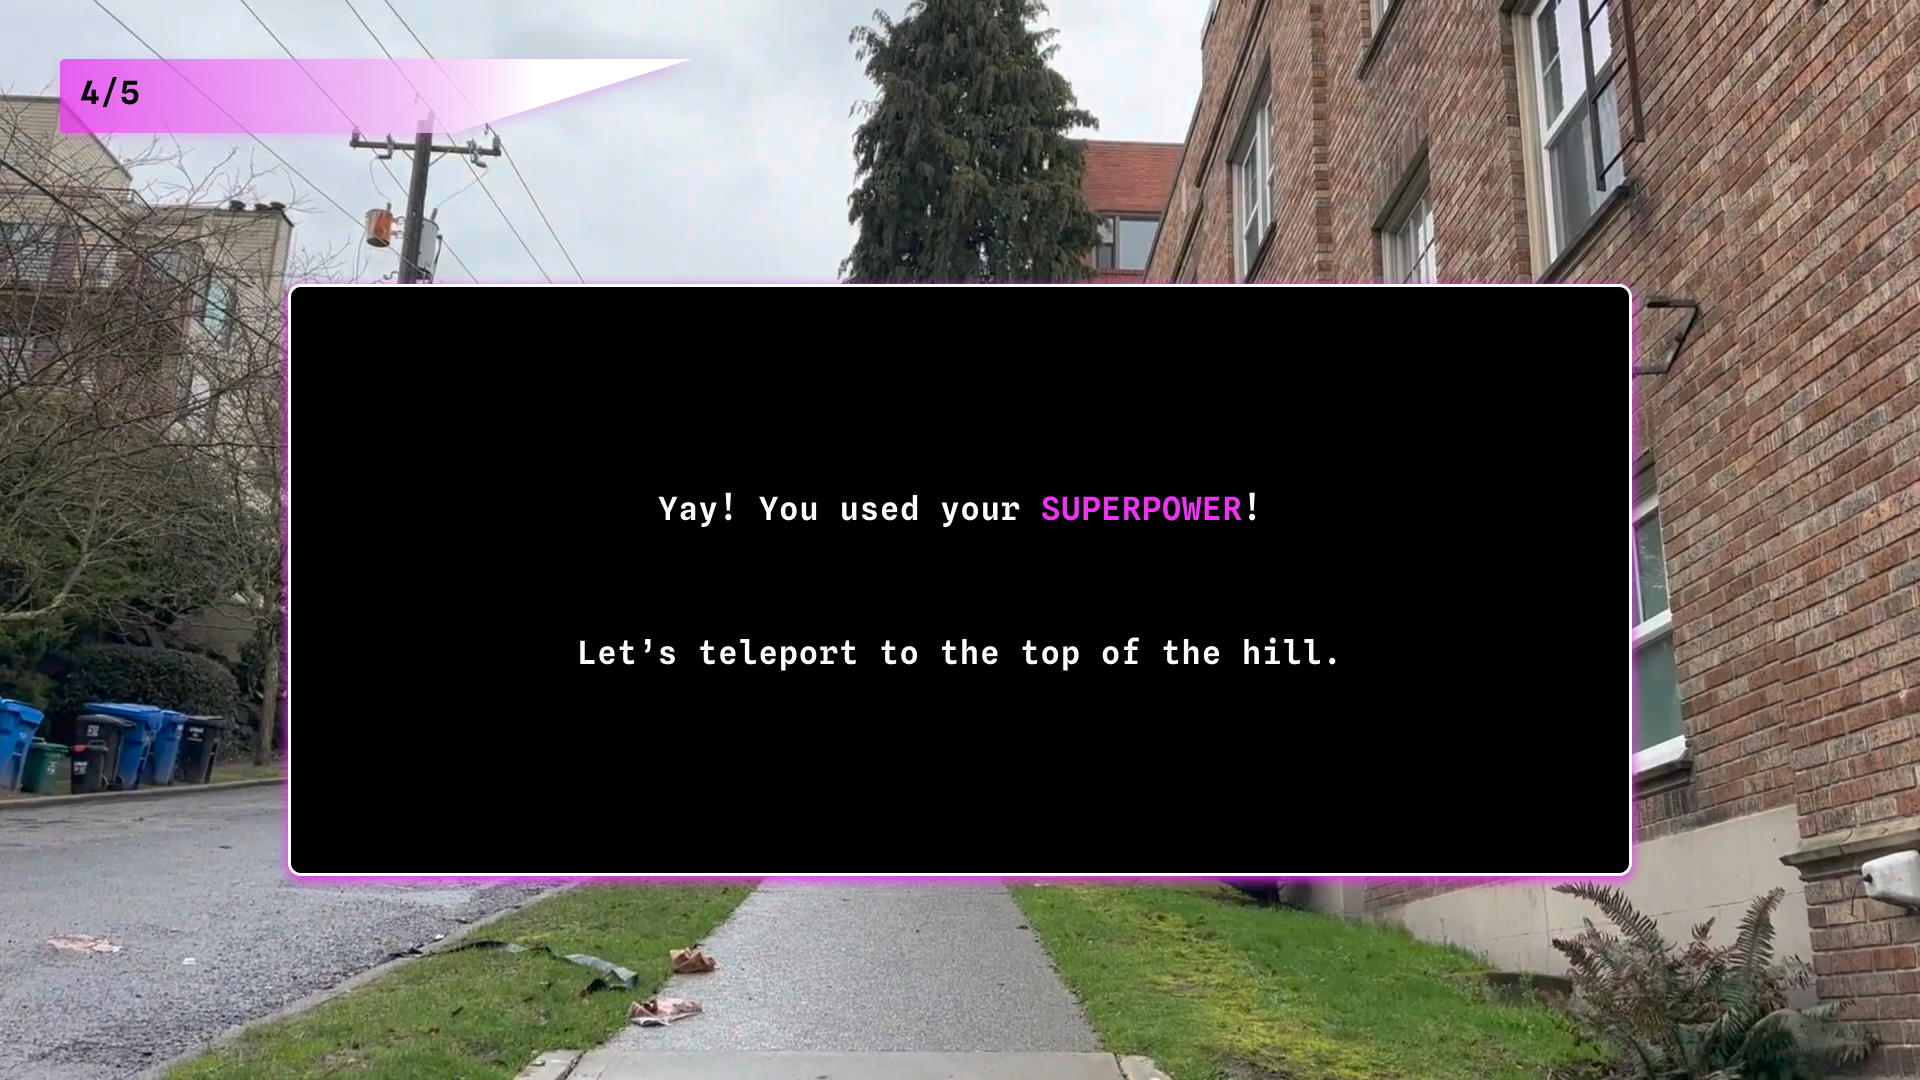 4/5
Yay! You used your SUPERPOWER!
Let’s teleport to the top of the hill.